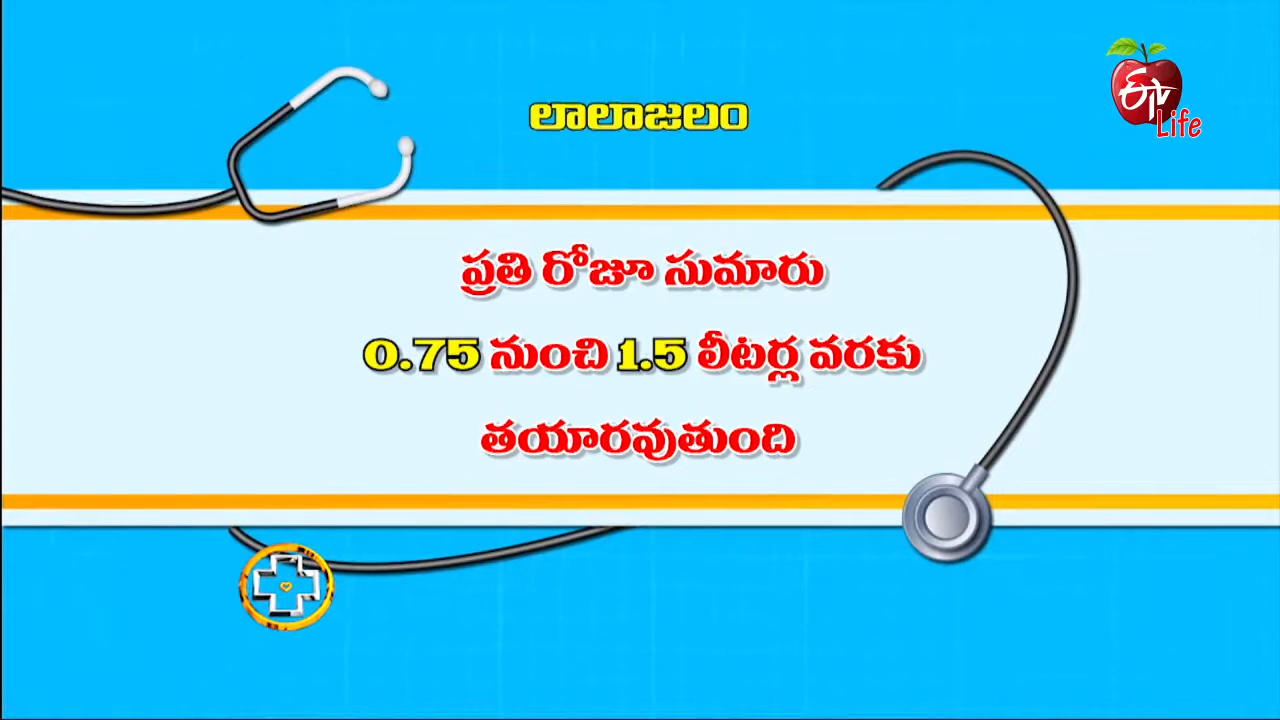 ETV
Life
లాలాజలం
ప్రతి రోజూ సుమారు
0.75 నుంచి 1.5 లీటర్ల వరకు
తయారవుతుంది